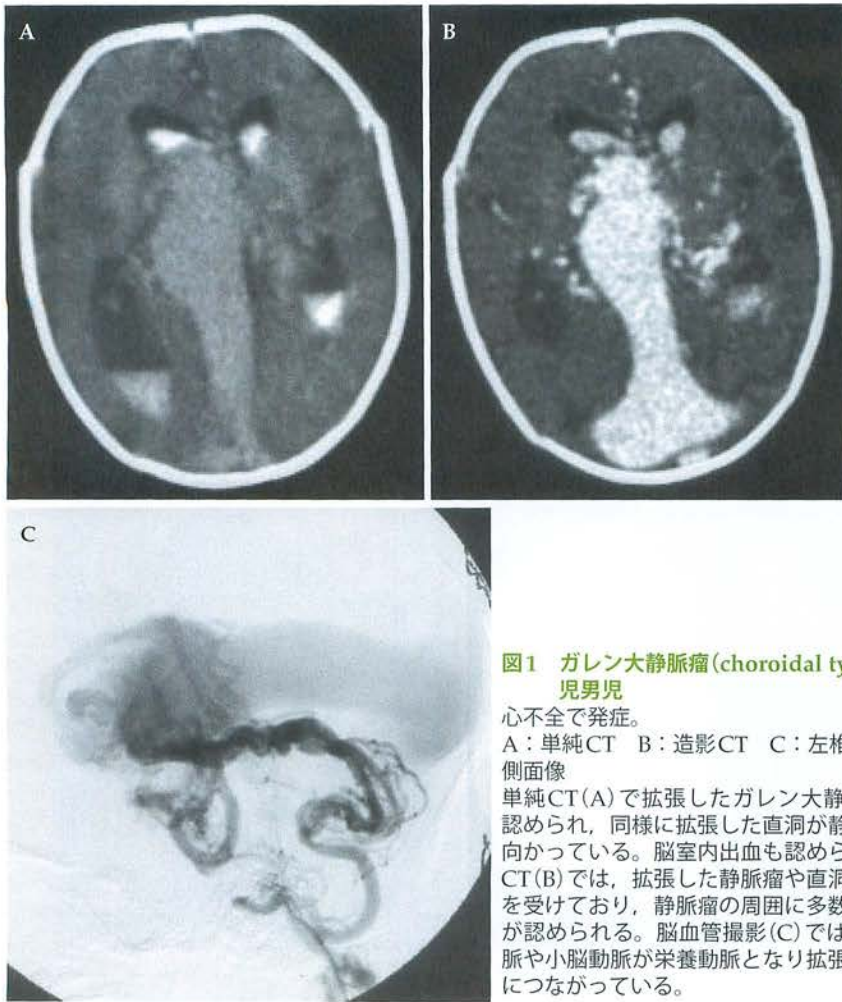 A
B
C
図1 ガレン大静脈瘤(choroidal ty
児男児
心不全で発症。
A:単純CT B:造影CT C:左椎
側面像
単純CT(A)で拡張したガレン大静
認められ,同様に拡張した直洞が静
向かっている。脳室内出血も認めら
CT(B)では,拡張した静脈瘤や直洞
を受けており,静脈瘤の周囲に多数
が認められる。脳血管撮影(C)では
脈や小脳動脈が栄養動脈となり拡張
につながっている。